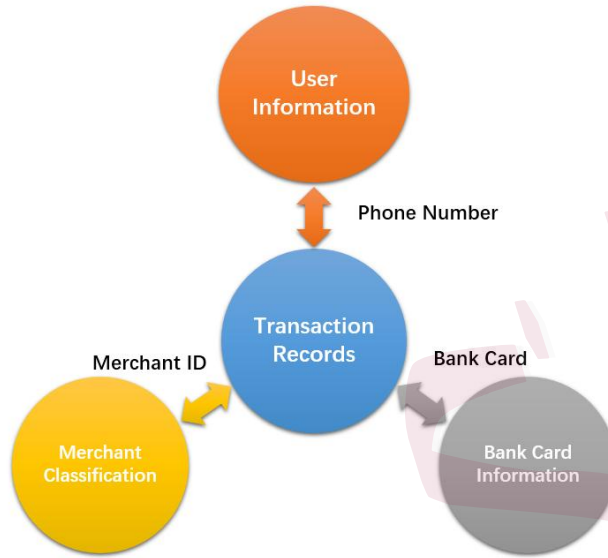 User
Information
Phone Number
Transaction
Records
Merchant ID
Bank Card
Merchant
Classification
Bank Card
Information